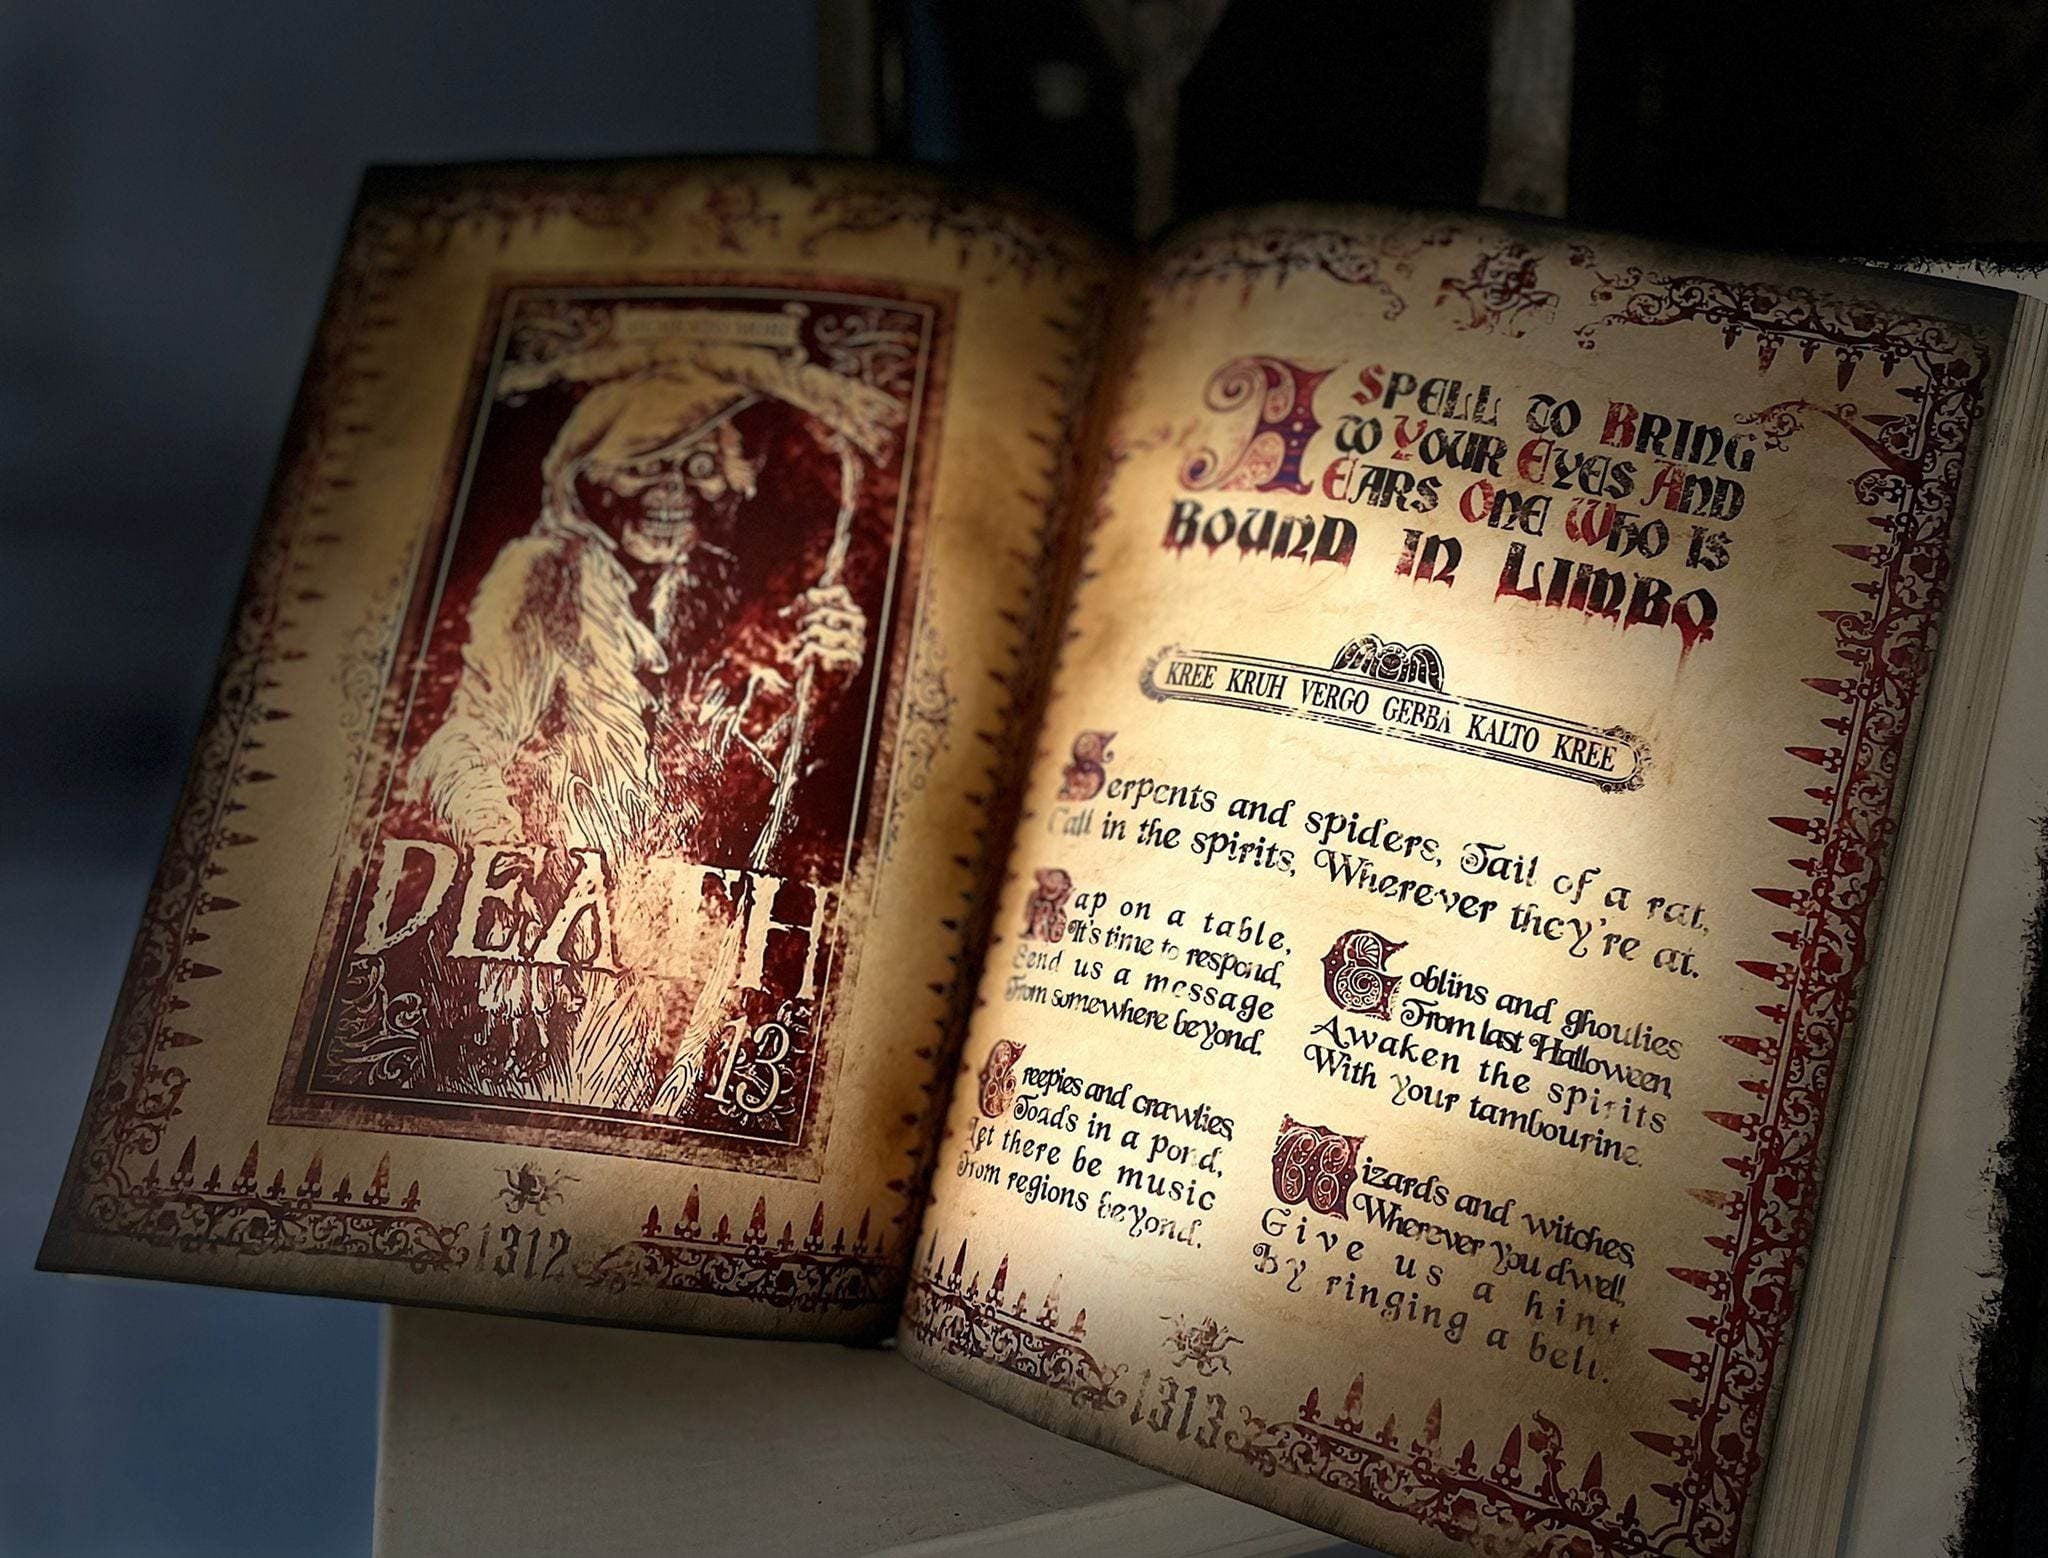 DEATH
13
1312
A SPELL TO BRING
TO YOUR EYES AND
EARS ONE WHO IS
BOUND IN LIMBO
KREE KRUH VERGO GEBBA KALTO KREE
Serpents and spiders, Tail of a rat,
Call in the spirits, Wherever they're at.
Rap on a table,
It's time to respond,
Send us a message
From somewhere beyond.
Goblins and ghoulies
From last Halloween,
Awaken the spirits
With your tambourine.
Creepies and crawlies,
Toads in a pond,
Let there be music
From regions beyond.
Wizards and witches,
Wherever you dwell,
Give us a hint
By ringing a bell.
1313